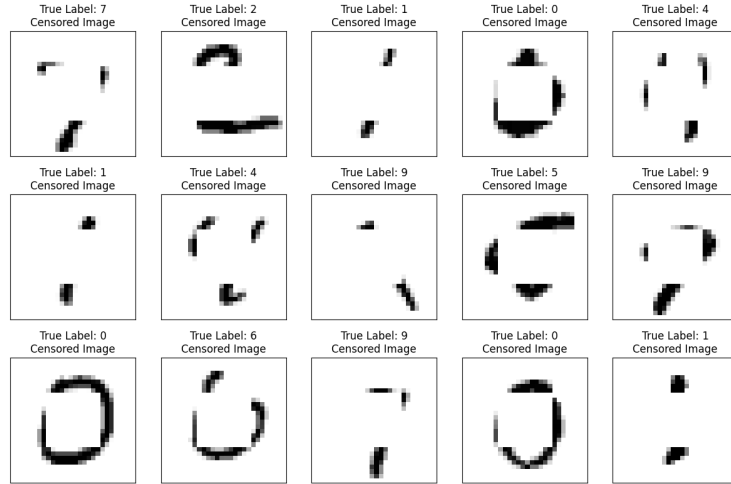 True Label: 7
Censored Image
True Label: 2
Censored Image
True Label: 1
Censored Image
True Label: 0
Censored Image
True Label: 4
Censored Image
True Label: 1
Censored Image
True Label: 4
Censored Image
True Label: 9
Censored Image
True Label: 5
Censored Image
True Label: 9
Censored Image
True Label: 0
Censored Image
True Label: 6
Censored Image
True Label: 9
Censored Image
True Label: 0
Censored Image
True Label: 1
Censored Image